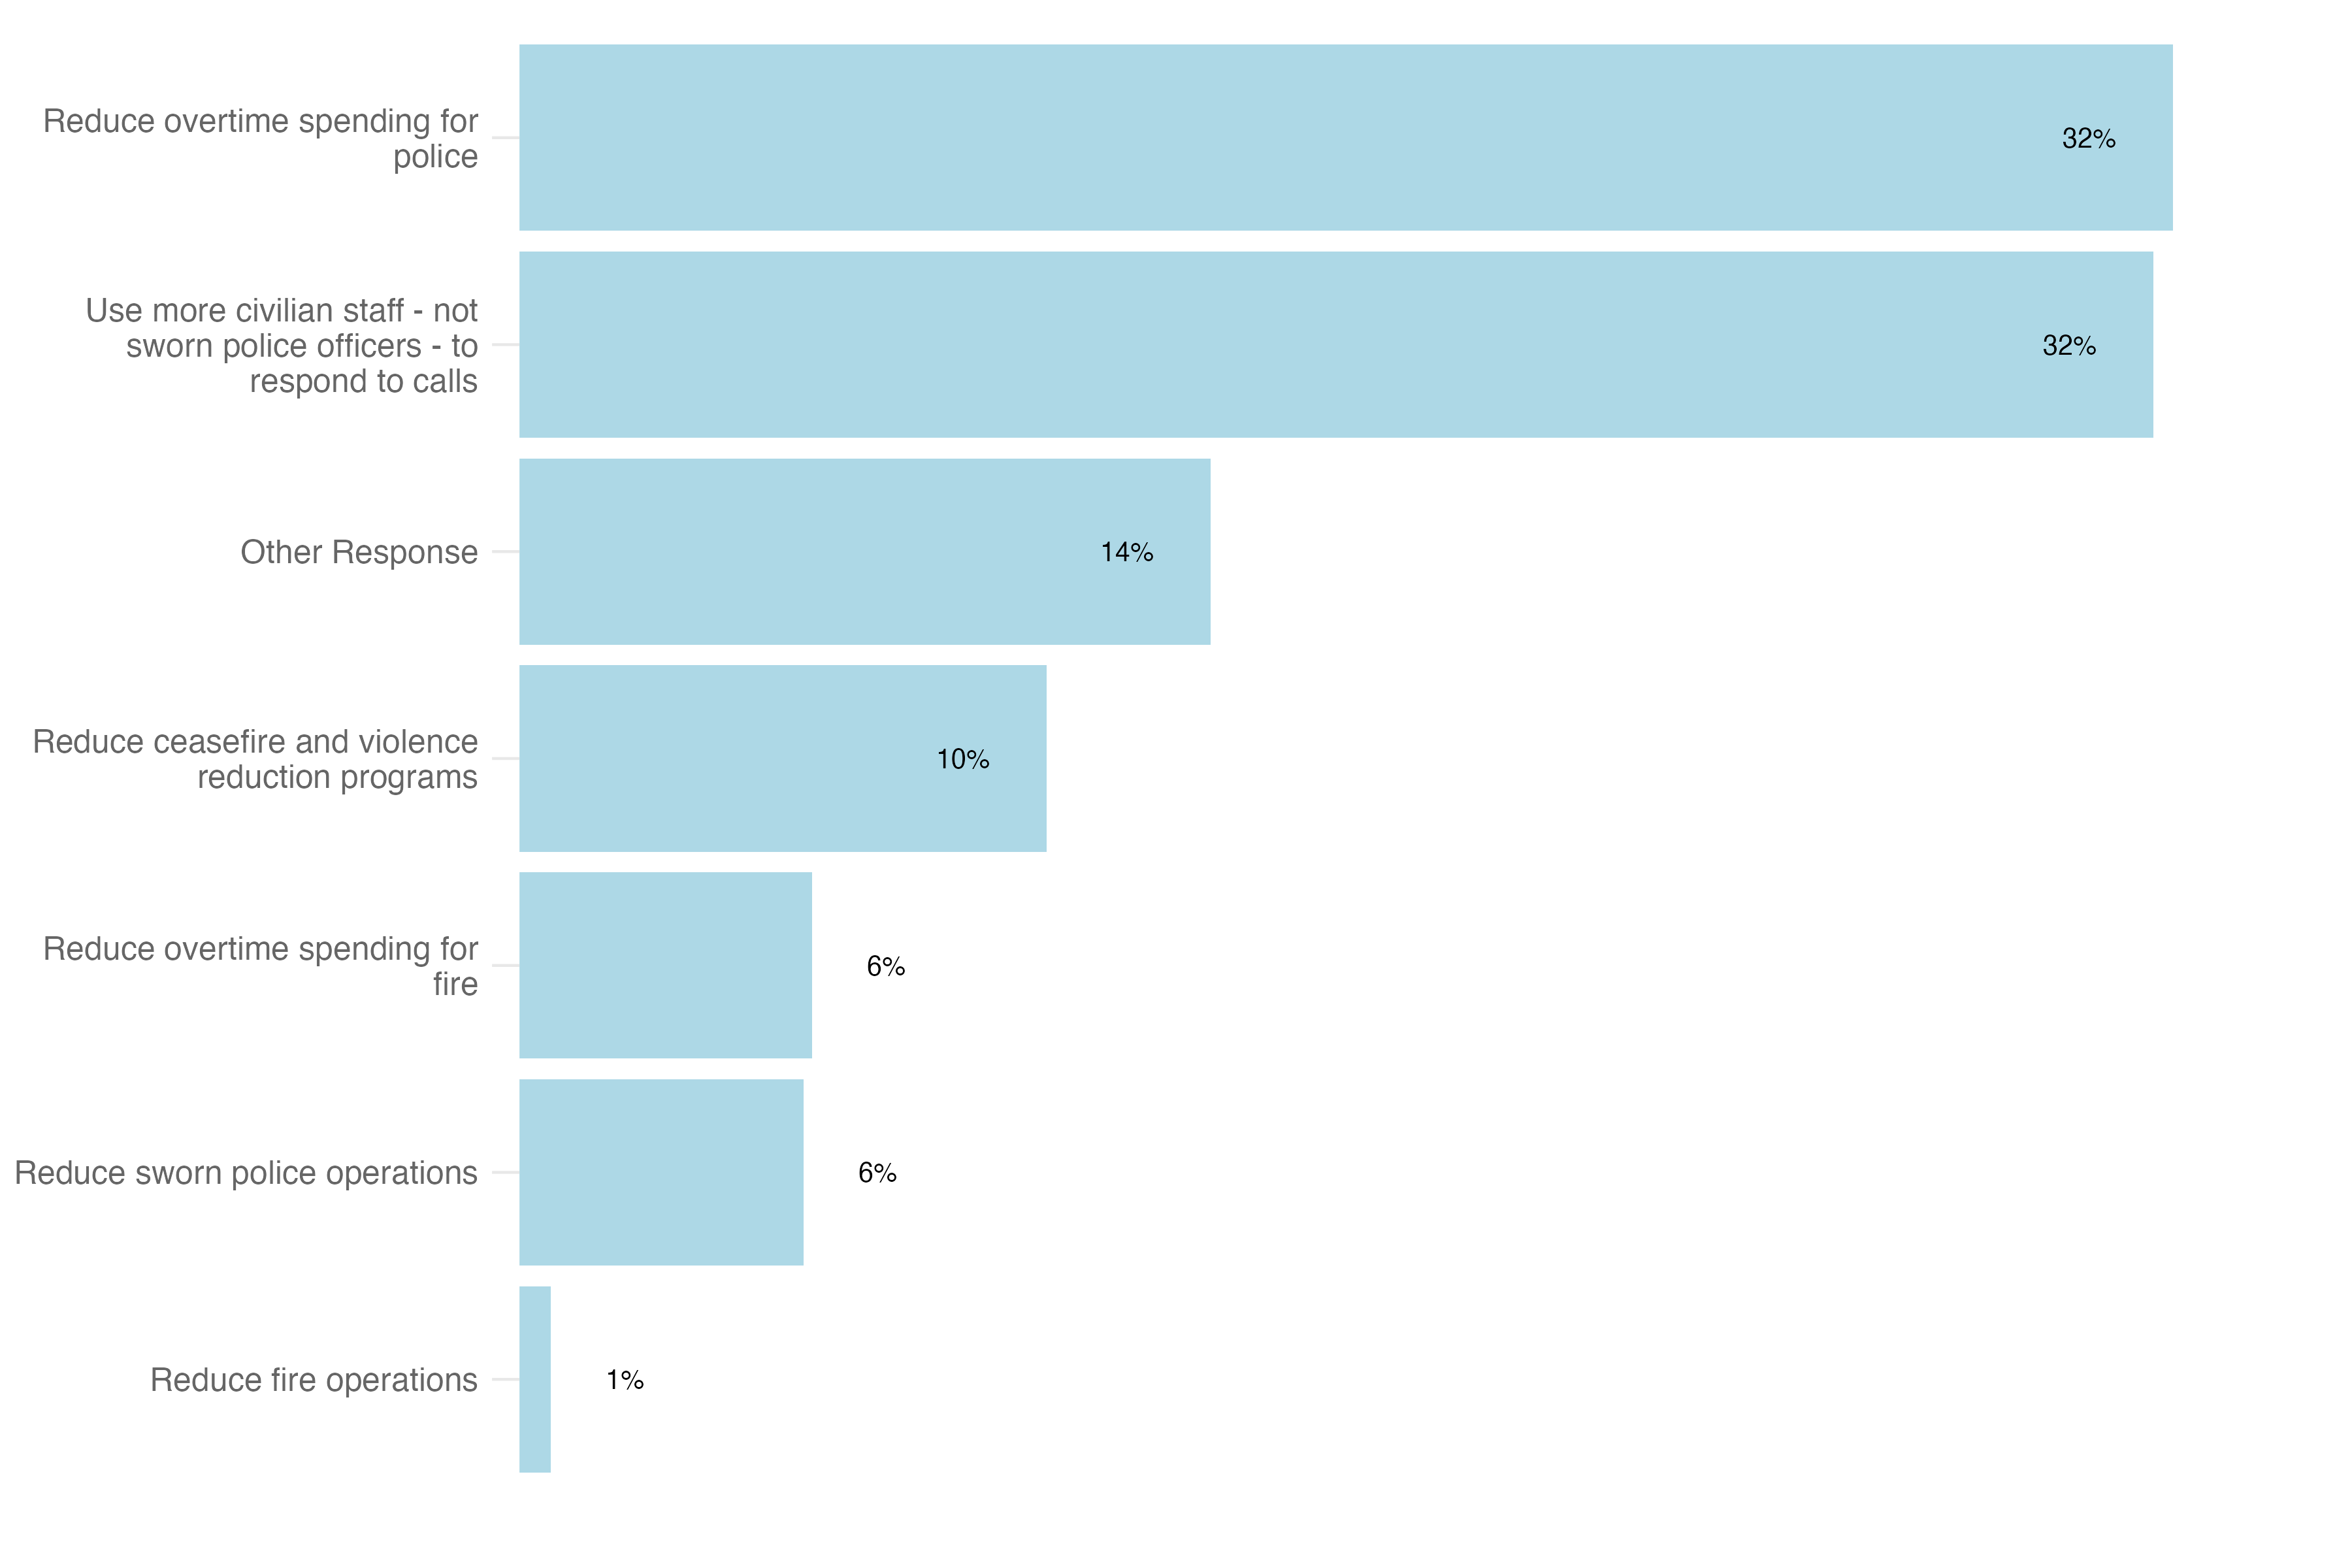 Reduce overtime spending for
police
32%
Use more civilian staff - not
sworn police officers - to
respond to calls
32%
Other Response
14%
Reduce ceasefire and violence
reduction programs
10%
Reduce overtime spending for
fire
6%
Reduce sworn police operations
6%
Reduce fire operations
1%